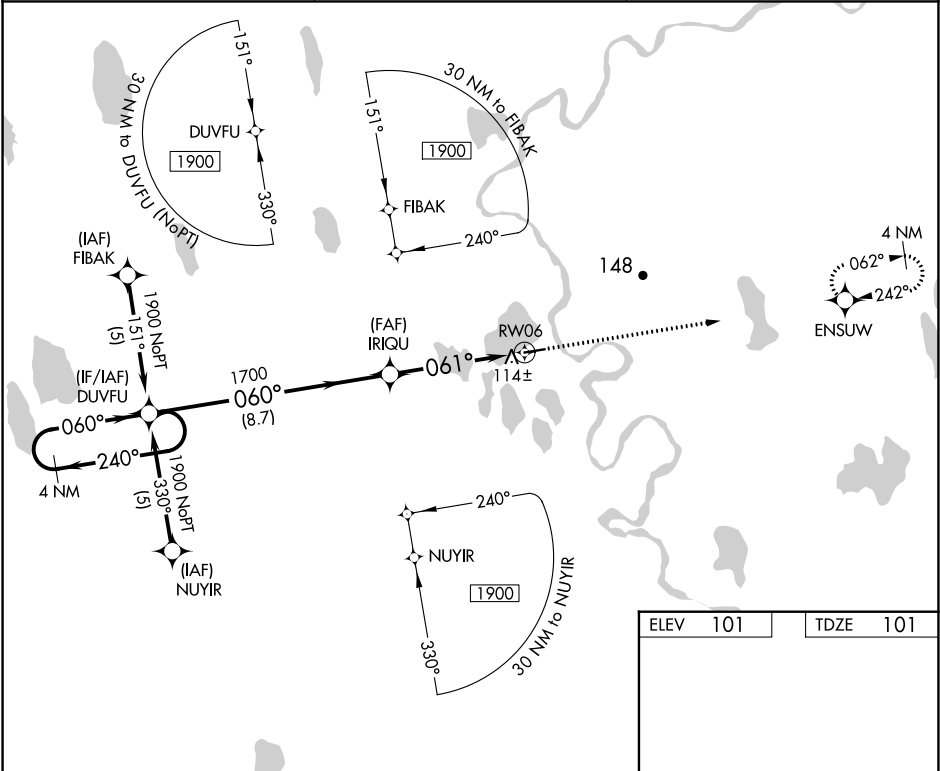 151°
30 NM to DUVFU (NoPT)
DUVFU
1900
330°
30 NM to FIBAK
151°
1900
FIBAK
240°
(IAF)
FIBAK
1900 NoPT
151°
(5)
148
4 NM
062°
242°
ENSUW
(FAF)
IRIQU
RW06
061°
114±
(IF/IAF)
DUVFU
1700
060°
(8.7)
060°
240°
4 NM
1900 NoPT
330°
(5)
(IAF)
NUYIR
240°
NUYIR
1900
330°
30 NM to NUYIR
ELEV 101
TDZE 101